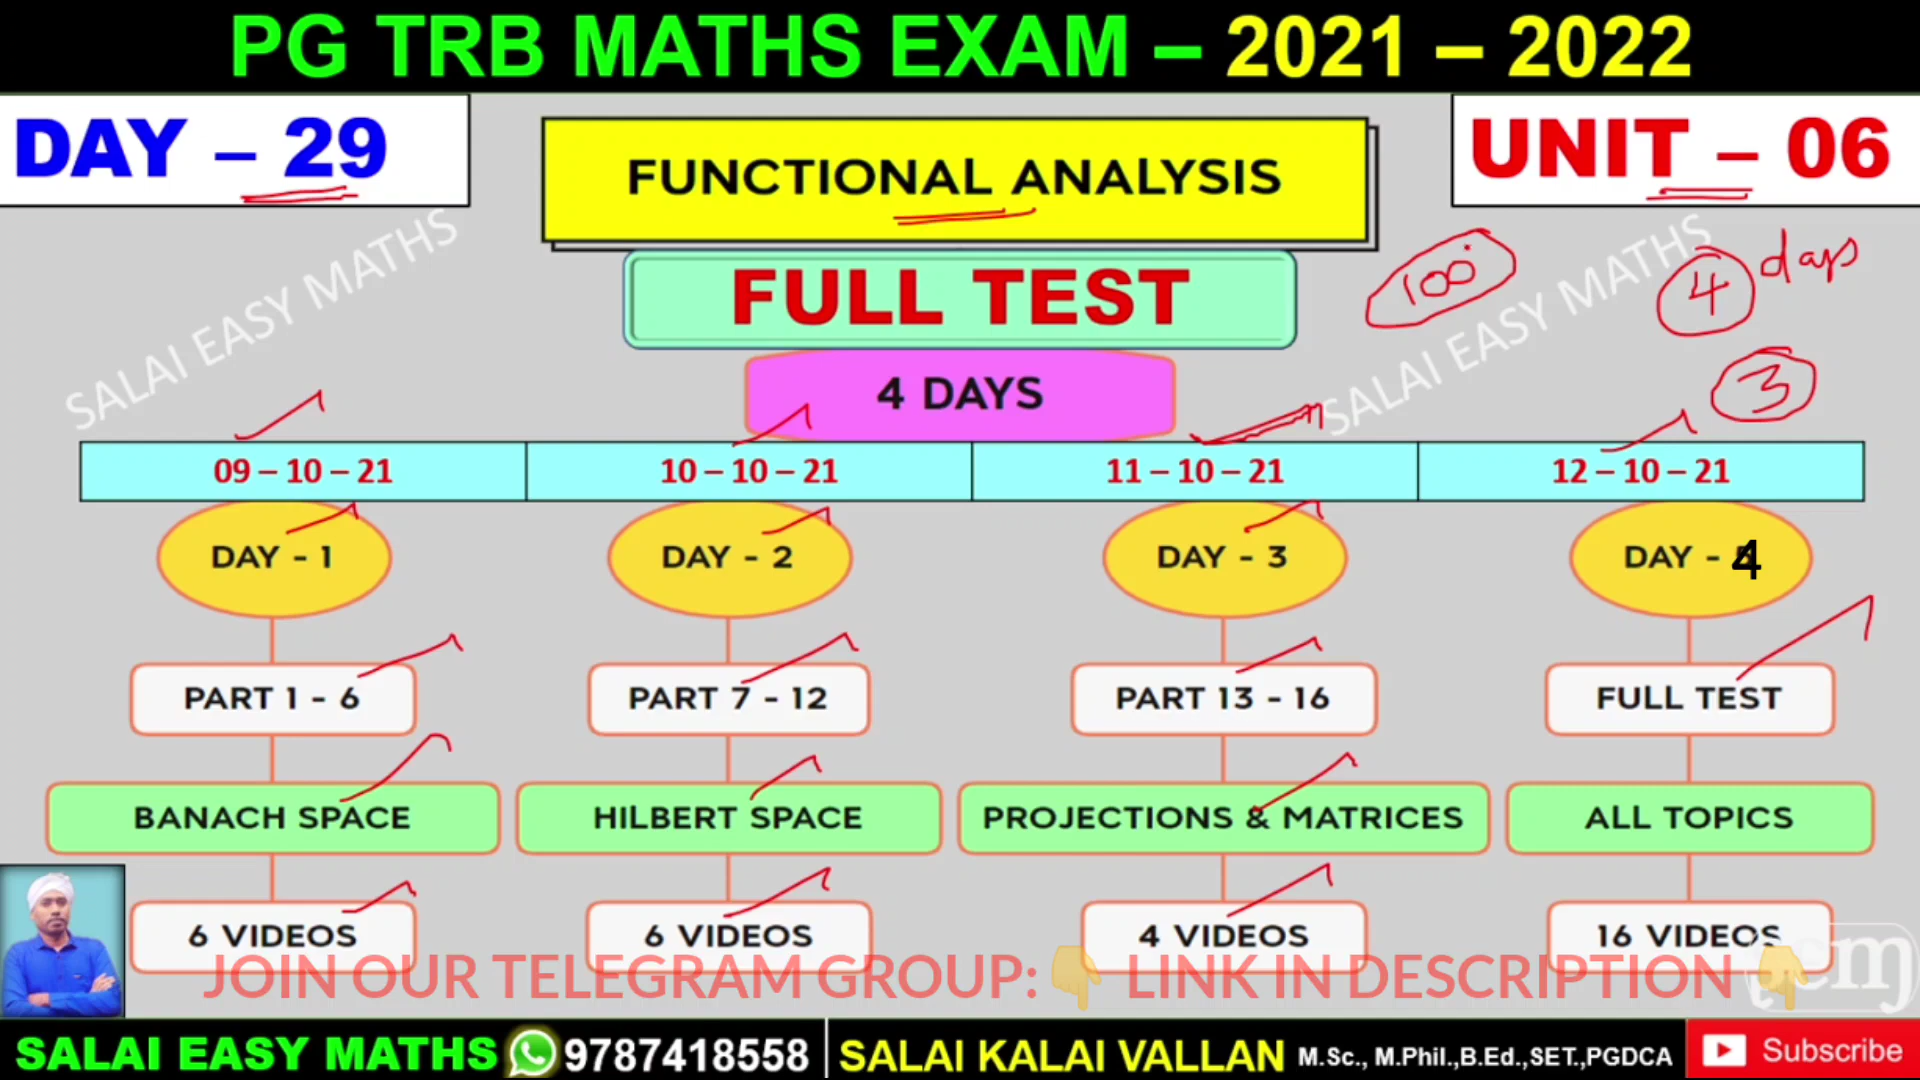 PG TRB MATHS EXAM – 2021 – 2022
DAY – 29
FUNCTIONAL ANALYSIS
UNIT – 06
FULL TEST
100
4 days
4 DAYS
3
SALAI EASY MATHS
SALAI EASY MATHS
09 – 10 – 21
10 – 10 – 21
11 – 10 – 21
12 – 10 – 21
DAY - 1
DAY - 2
DAY - 3
DAY - 4
PART 1 - 6
PART 7 - 12
PART 13 - 16
FULL TEST
BANACH SPACE
HILBERT SPACE
PROJECTIONS & MATRICES
ALL TOPICS
6 VIDEOS
6 VIDEOS
4 VIDEOS
16 VIDEOS
JOIN OUR TELEGRAM GROUP:👇 LINK IN DESCRIPTION 👇
SALAI EASY MATHS 9787418558 SALAI KALAI VALLAN M.Sc., M.Phil.,B.Ed.,SET.,PGDCA Subscribe